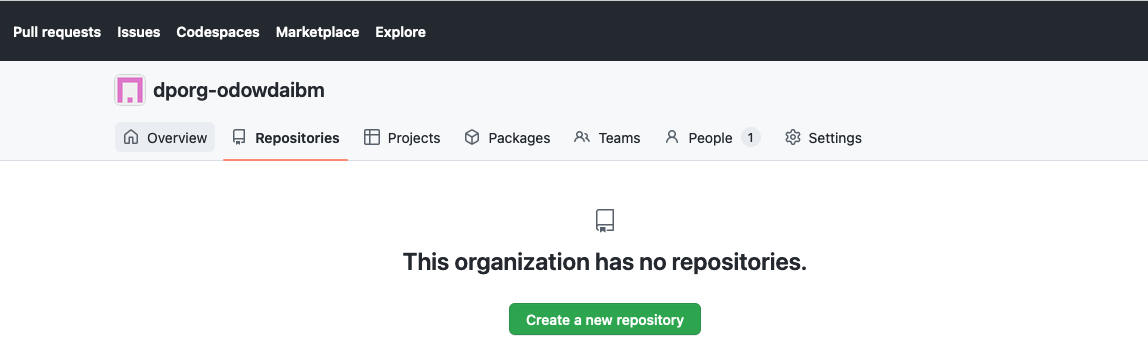 Pull requests Issues Codespaces Marketplace Explore
dporg-odowdaibm
Overview Repositories Projects Packages Teams People 1 Settings
This organization has no repositories.
Create a new repository